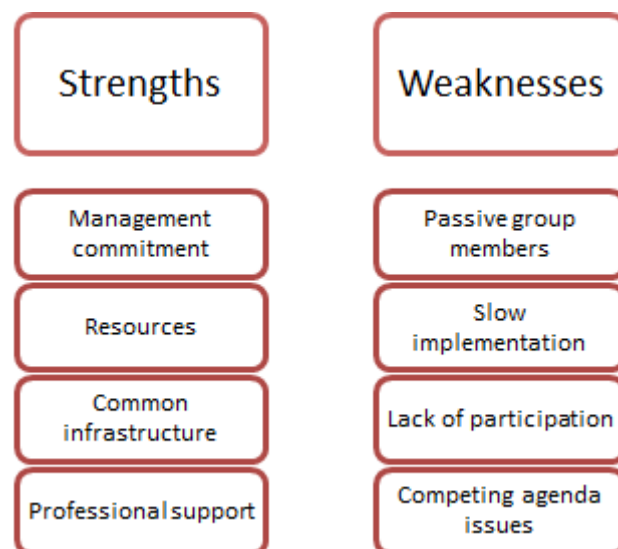 Strengths
Management
commitment
Resources
Common
infrastructure
Professional support
Weaknesses
Passive group
members
Slow
implementation
Lack of participation
Competing agenda
issues